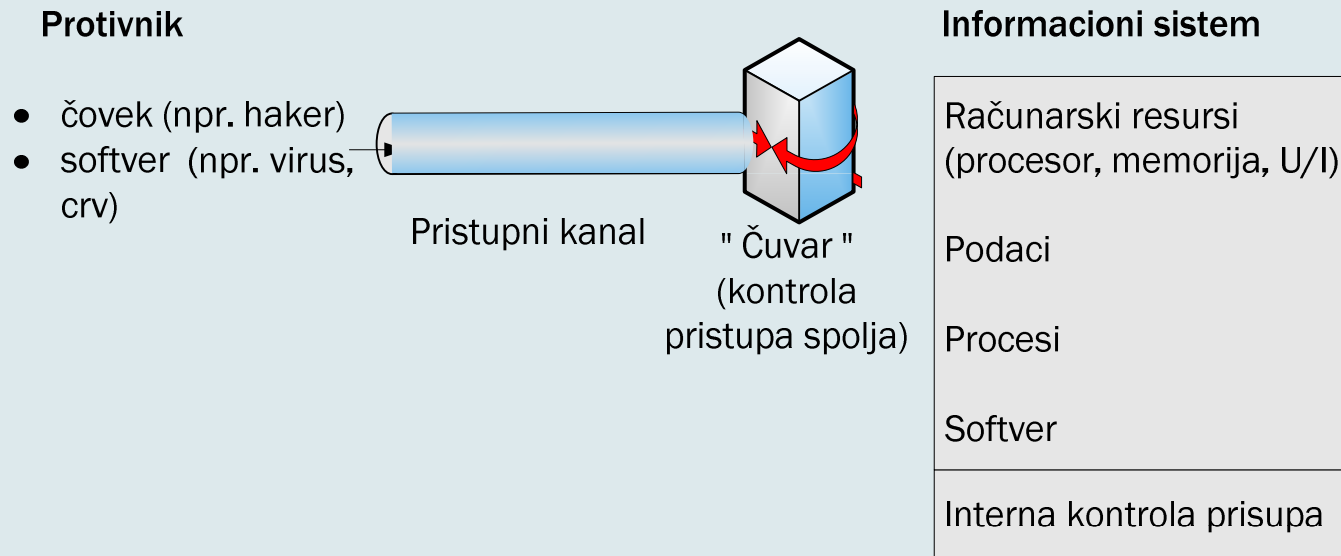 Protivnik
• čovek (npr. haker)
• softver (npr. virus,
crv)
Pristupni kanal
" Čuvar "
(kontrola
pristupa spolja)
Informacioni sistem
Računarski resursi
(procesor, memorija, U/I)
Podaci
Procesi
Softver
Interna kontrola prisupa